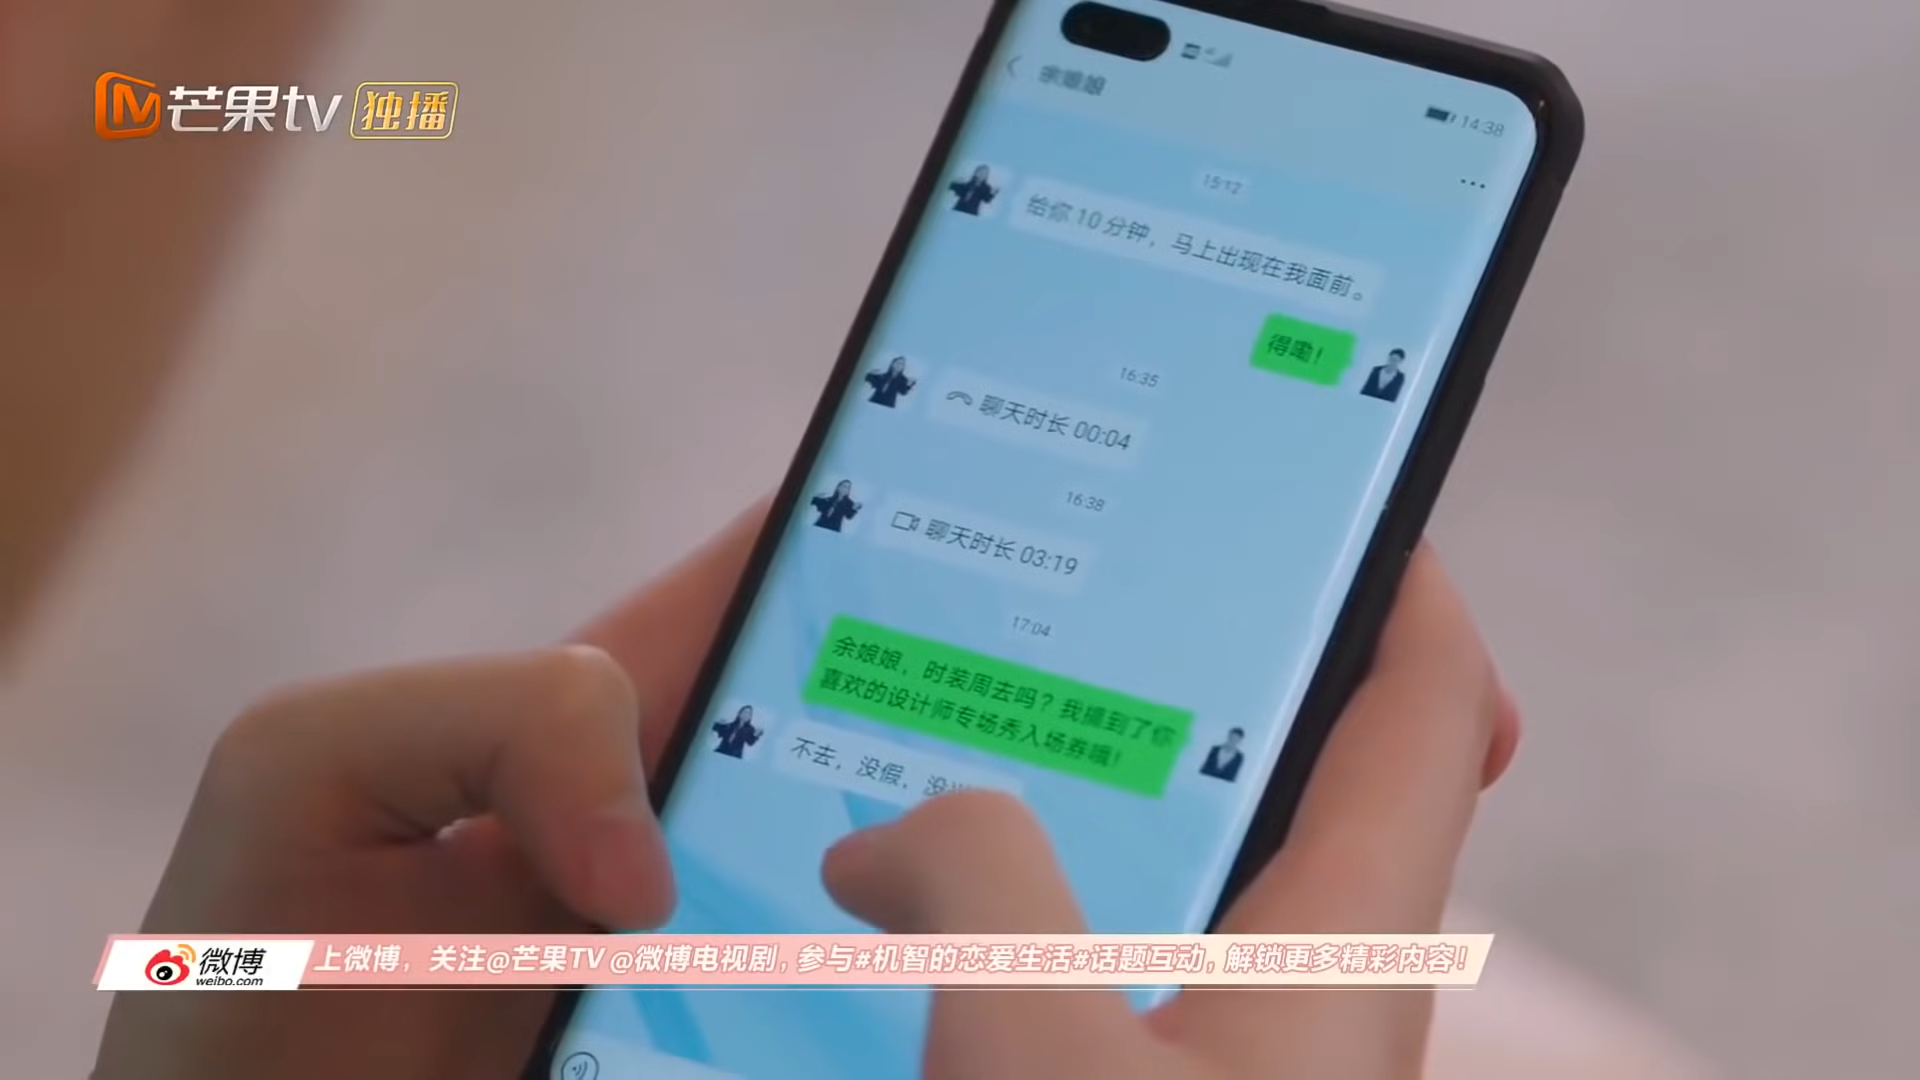 芒果tv 独播
14:38
余娘娘
15:12
给你10分钟，马上出现在我面前。
得嘞！
16:35
聊天时长 00:04
16:38
聊天时长 03:19
17:04
余娘娘，时装周去吗？我搞到了你
喜欢的设计师专场秀入场券哦！
不去，没假，没
微博 上微博，关注@芒果TV @微博电视剧，参与#机智的恋爱生活#话题互动，解锁更多精彩内容！
weibo.com